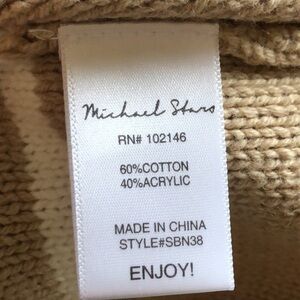 Michael Stars
RN# 102146
60%COTTON
40%ACRYLIC
MADE IN CHINA
STYLE#SBN38
ENJOY!